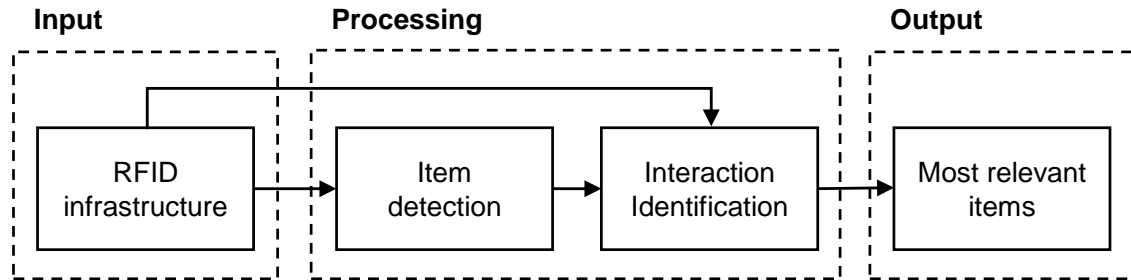 Input
Processing
Output
RFID
infrastructure
Item
detection
Interaction
Identification
Most relevant
items